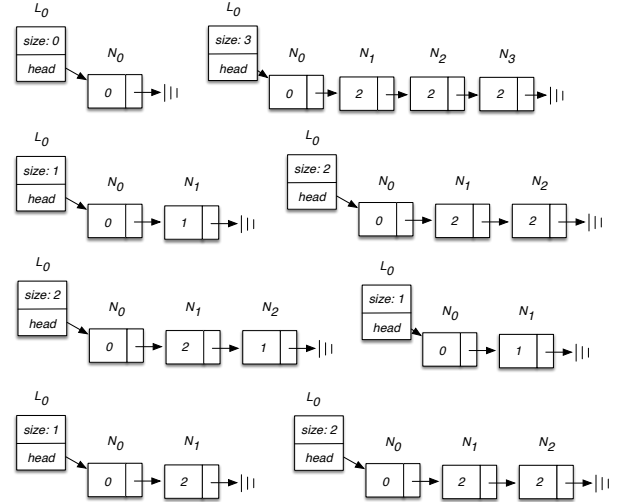 L0 L0
size: 0 N0 size: 3 N0 N1 N2 N3
head head
0 0 2 2 2
L0 L0
size: 1 N0 N1 size: 2 N0 N1 N2
head head
0 1 0 2 2
L0 L0
size: 2 N0 N1 N2 size: 1 N0 N1
head head
0 2 1 0 1
L0 L0
size: 1 N0 N1 size: 2 N0 N1 N2
head head
0 2 0 2 2